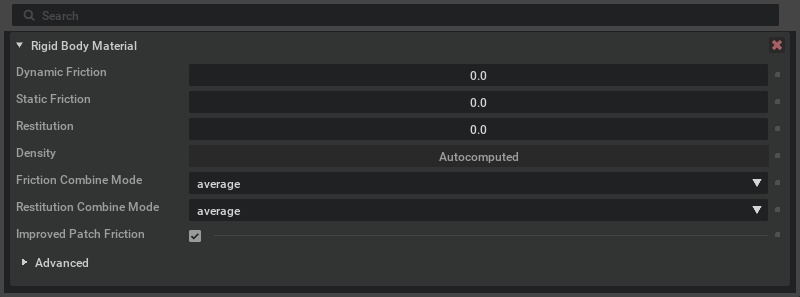 Search
Rigid Body Material
Dynamic Friction 0.0
Static Friction 0.0
Restitution 0.0
Density Autocomputed
Friction Combine Mode average
Restitution Combine Mode average
Improved Patch Friction
Advanced